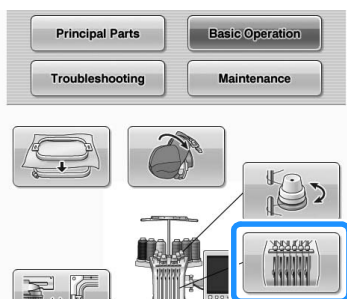 Principal Parts
Basic Operation
Troubleshooting
Maintenance